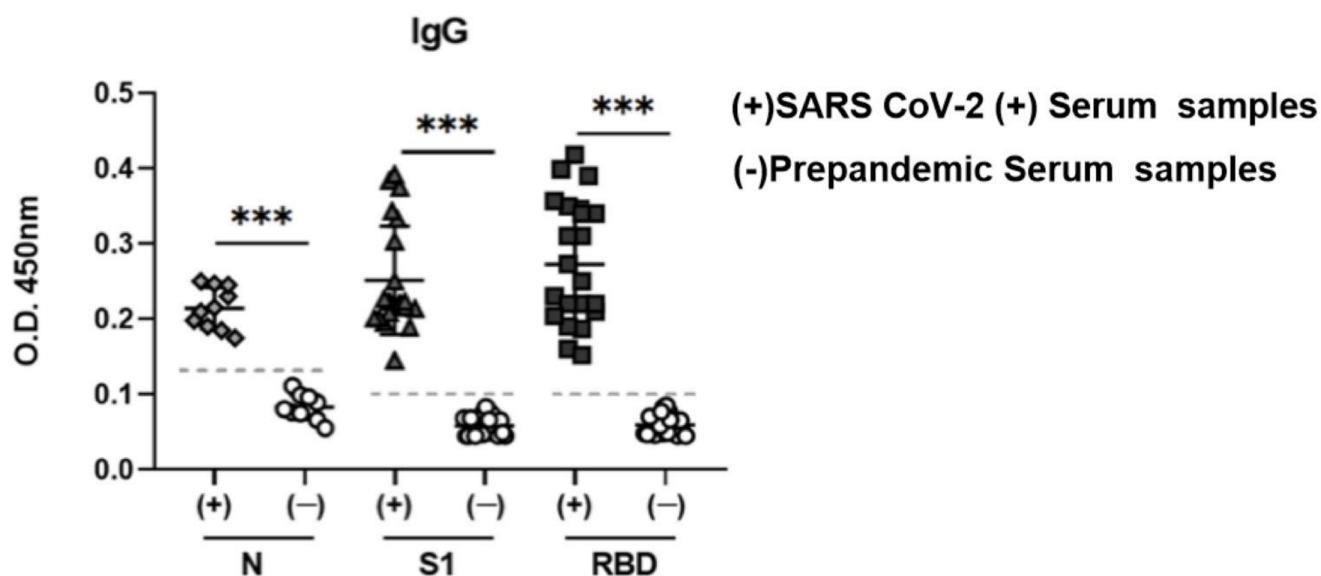 IgG
O.D. 450nm
0.5
0.4
0.3
0.2
0.1
0.0
***
***
***
(+)
(—)
(+)
(—)
(+)
(—)
N
S1
RBD
(+)SARS CoV-2 (+) Serum samples
(-)Prepandemic Serum samples